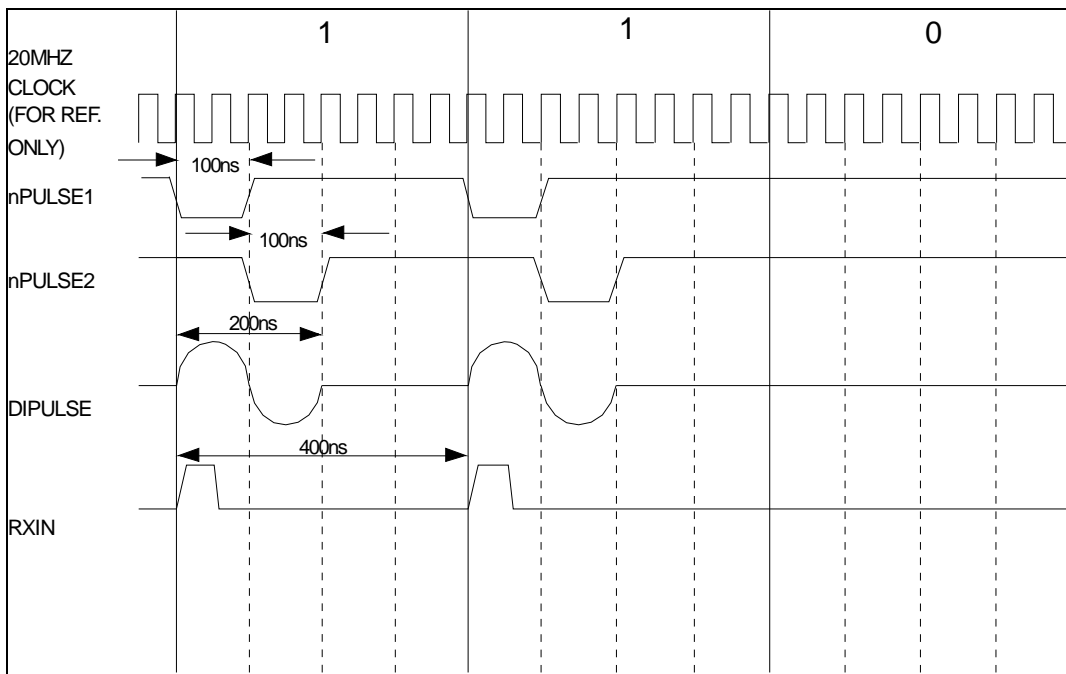 1 1 0
20MHZ
CLOCK
(FOR REF.
ONLY)
100ns
nPULSE1
100ns
nPULSE2
200ns
DIPULSE
400ns
RXIN